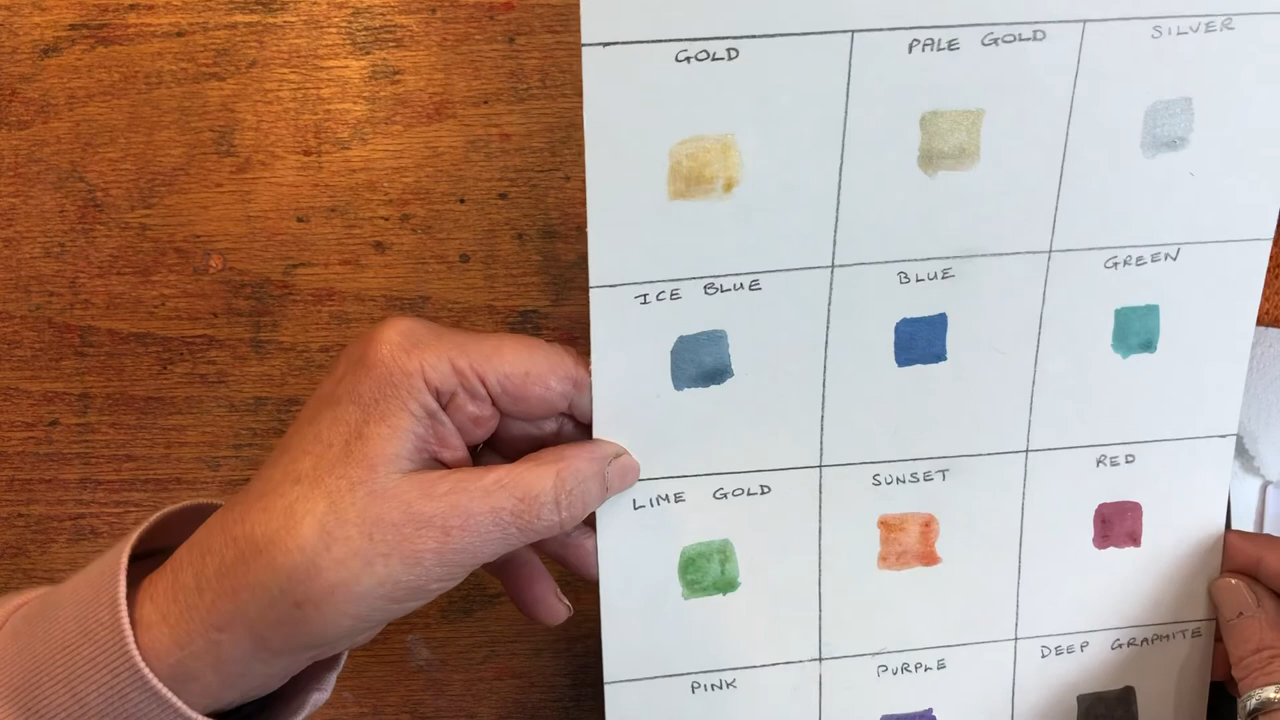 GOLD
PALE GOLD
SILVER
ICE BLUE
BLUE
GREEN
LIME GOLD
SUNSET
RED
PINK
PURPLE
DEEP GRAPHITE